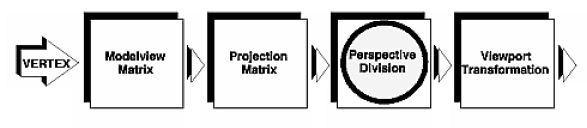 VERTEX
Modelview
Matrix
Projection
Matrix
Perspective
Division
Viewport
Transformation